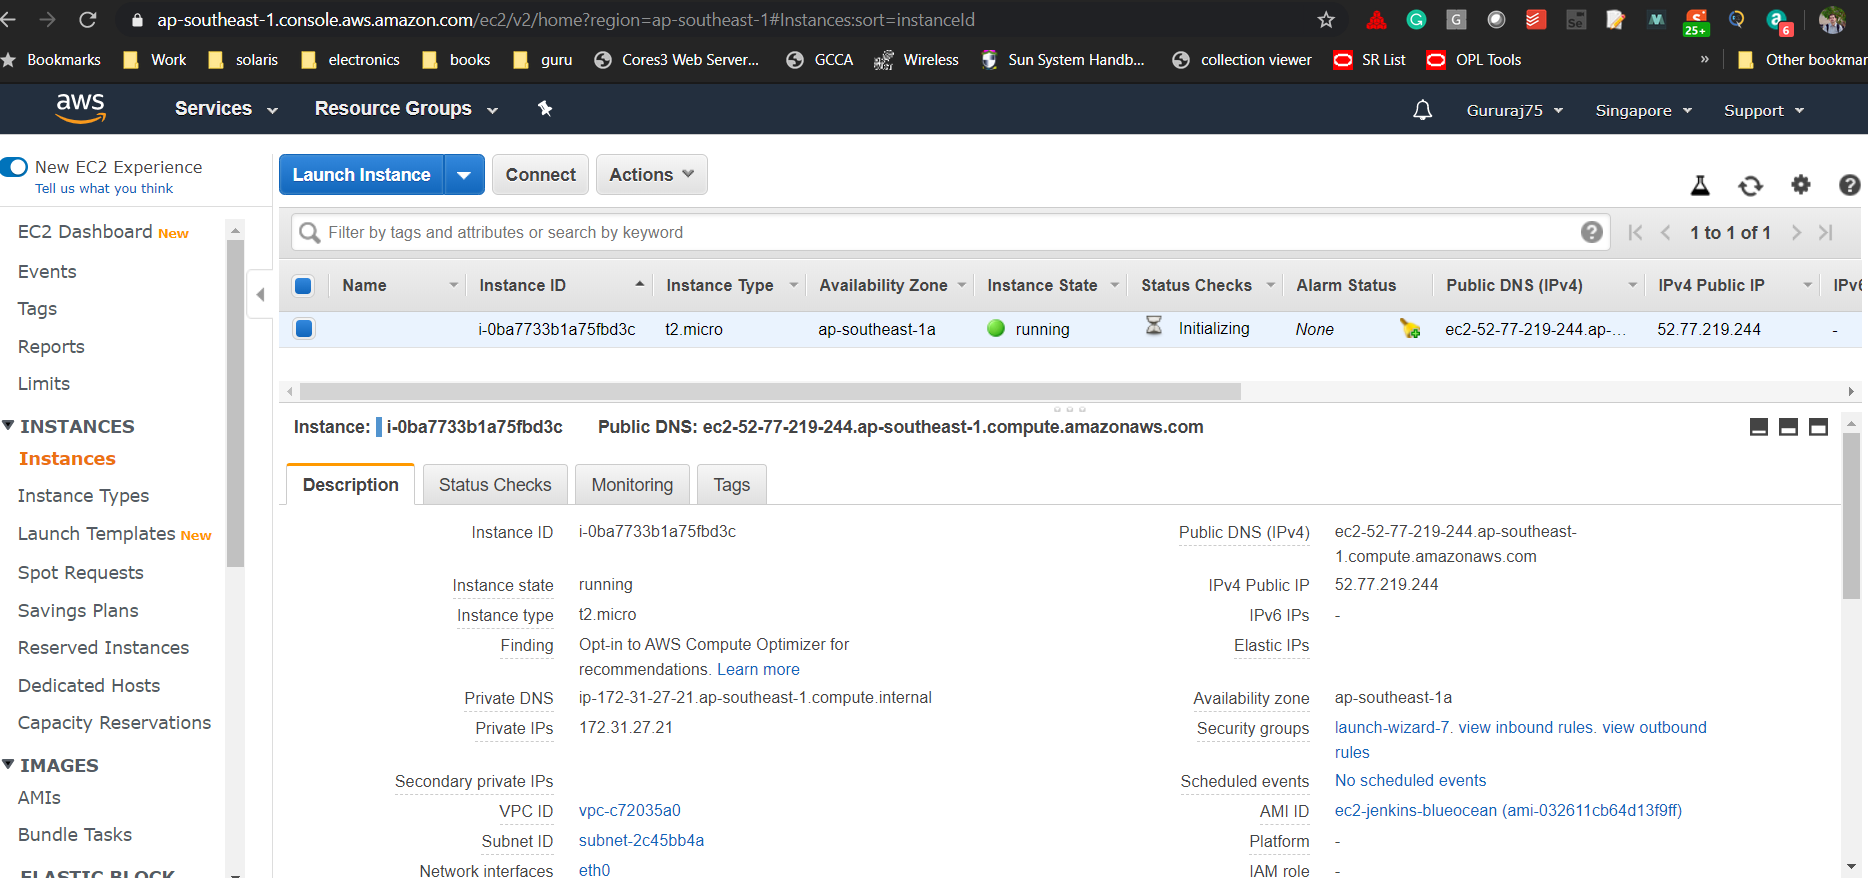 ap-southeast-1.console.aws.amazon.com/ec2/v2/home?region=ap-southeast-1#Instances:sort=instanceId
G
Se
M
25+
a
6
Bookmarks Work solaris electronics books guru Cores3 Web Server... GCCA Wireless Sun System Handb... collection viewer SR List OPL Tools » Other bookmar
aws Services Resource Groups Gururaj75 Singapore Support
New EC2 Experience
Tell us what you think
Launch Instance Connect Actions
EC2 Dashboard New
Events
Tags
Reports
Limits
INSTANCES
Instances
Instance Types
Launch Templates New
Spot Requests
Savings Plans
Reserved Instances
Dedicated Hosts
Capacity Reservations
IMAGES
AMIs
Bundle Tasks
ELASTIC BLOCK
Filter by tags and attributes or search by keyword ? 1 to 1 of 1
Name Instance ID Instance Type Availability Zone Instance State Status Checks Alarm Status Public DNS (IPv4) IPv4 Public IP IPv6
i-0ba7733b1a75fbd3c t2.micro ap-southeast-1a running Initializing None ec2-52-77-219-244.ap-... 52.77.219.244 -
Instance: i-0ba7733b1a75fbd3c Public DNS: ec2-52-77-219-244.ap-southeast-1.compute.amazonaws.com
Description Status Checks Monitoring Tags
Instance ID i-0ba7733b1a75fbd3c
Instance state running
Instance type t2.micro
Finding Opt-in to AWS Compute Optimizer for
recommendations. Learn more
Private DNS ip-172-31-27-21.ap-southeast-1.compute.internal
Private IPs 172.31.27.21
Secondary private IPs
VPC ID vpc-c72035a0
Subnet ID subnet-2c45bb4a
Network interfaces eth0
Public DNS (IPv4) ec2-52-77-219-244.ap-southeast-
1.compute.amazonaws.com
IPv4 Public IP 52.77.219.244
IPv6 IPs -
Elastic IPs
Availability zone ap-southeast-1a
Security groups launch-wizard-7. view inbound rules. view outbound
rules
Scheduled events No scheduled events
AMI ID ec2-jenkins-blueocean (ami-032611cb64d13f9ff)
Platform -
IAM role -